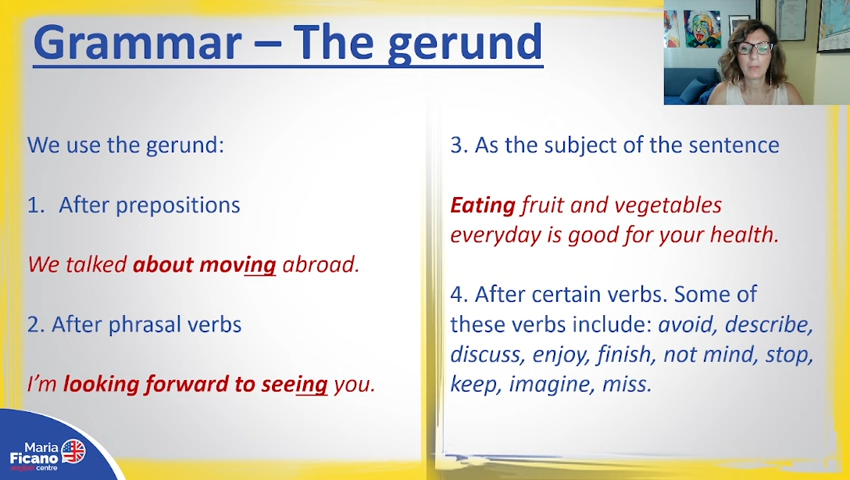 Grammar – The gerund
We use the gerund:
1. After prepositions
We talked about moving abroad.
2. After phrasal verbs
I'm looking forward to seeing you.
3. As the subject of the sentence
Eating fruit and vegetables
everyday is good for your health.
4. After certain verbs. Some of
these verbs include: avoid, describe,
discuss, enjoy, finish, not mind, stop,
keep, imagine, miss.
Maria
Ficano
english centre